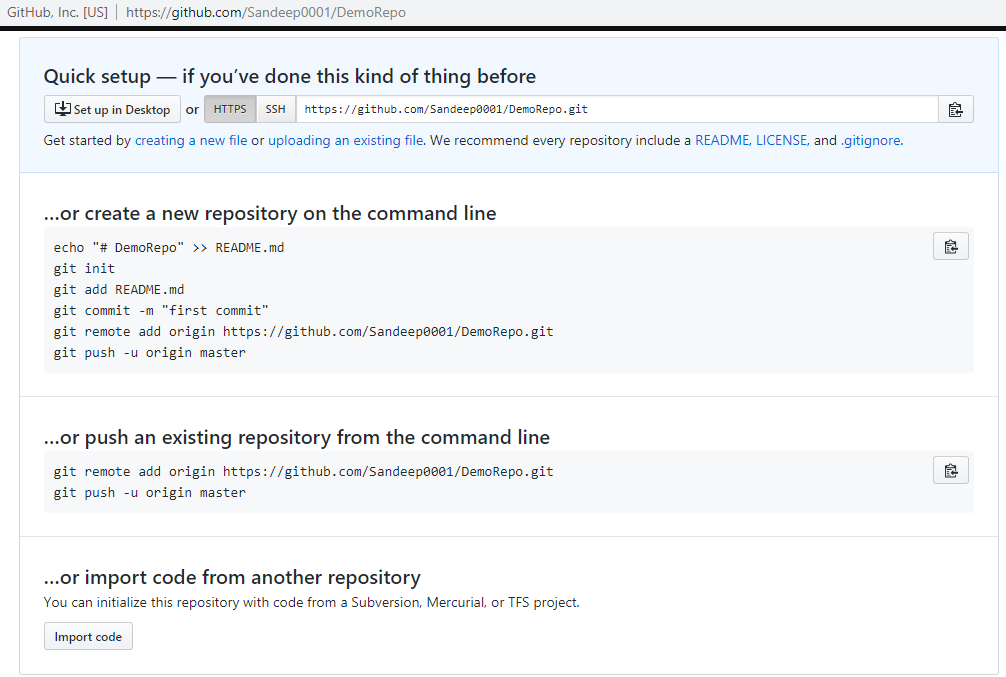 GitHub, Inc. [US] | https://github.com/Sandeep0001/DemoRepo
Quick setup — if you’ve done this kind of thing before
Set up in Desktop or HTTPS SSH https://github.com/Sandeep0001/DemoRepo.git
Get started by creating a new file or uploading an existing file. We recommend every repository include a README, LICENSE, and .gitignore.
…or create a new repository on the command line
echo "# DemoRepo" >> README.md
git init
git add README.md
git commit -m "first commit"
git remote add origin https://github.com/Sandeep0001/DemoRepo.git
git push -u origin master
…or push an existing repository from the command line
git remote add origin https://github.com/Sandeep0001/DemoRepo.git
git push -u origin master
…or import code from another repository
You can initialize this repository with code from a Subversion, Mercurial, or TFS project.
Import code